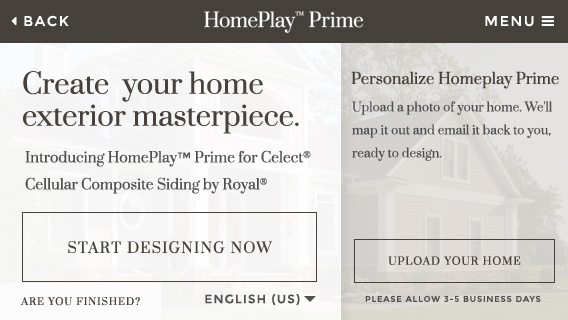 BACK
HomePlay™ Prime
MENU
Create your home
exterior masterpiece.
Introducing HomePlay™ Prime for Celect®
Cellular Composite Siding by Royal®
START DESIGNING NOW
ARE YOU FINISHED?
ENGLISH (US)
Personalize Homeplay Prime
Upload a photo of your home. We'll
map it out and email it back to you,
ready to design.
UPLOAD YOUR HOME
PLEASE ALLOW 3-5 BUSINESS DAYS